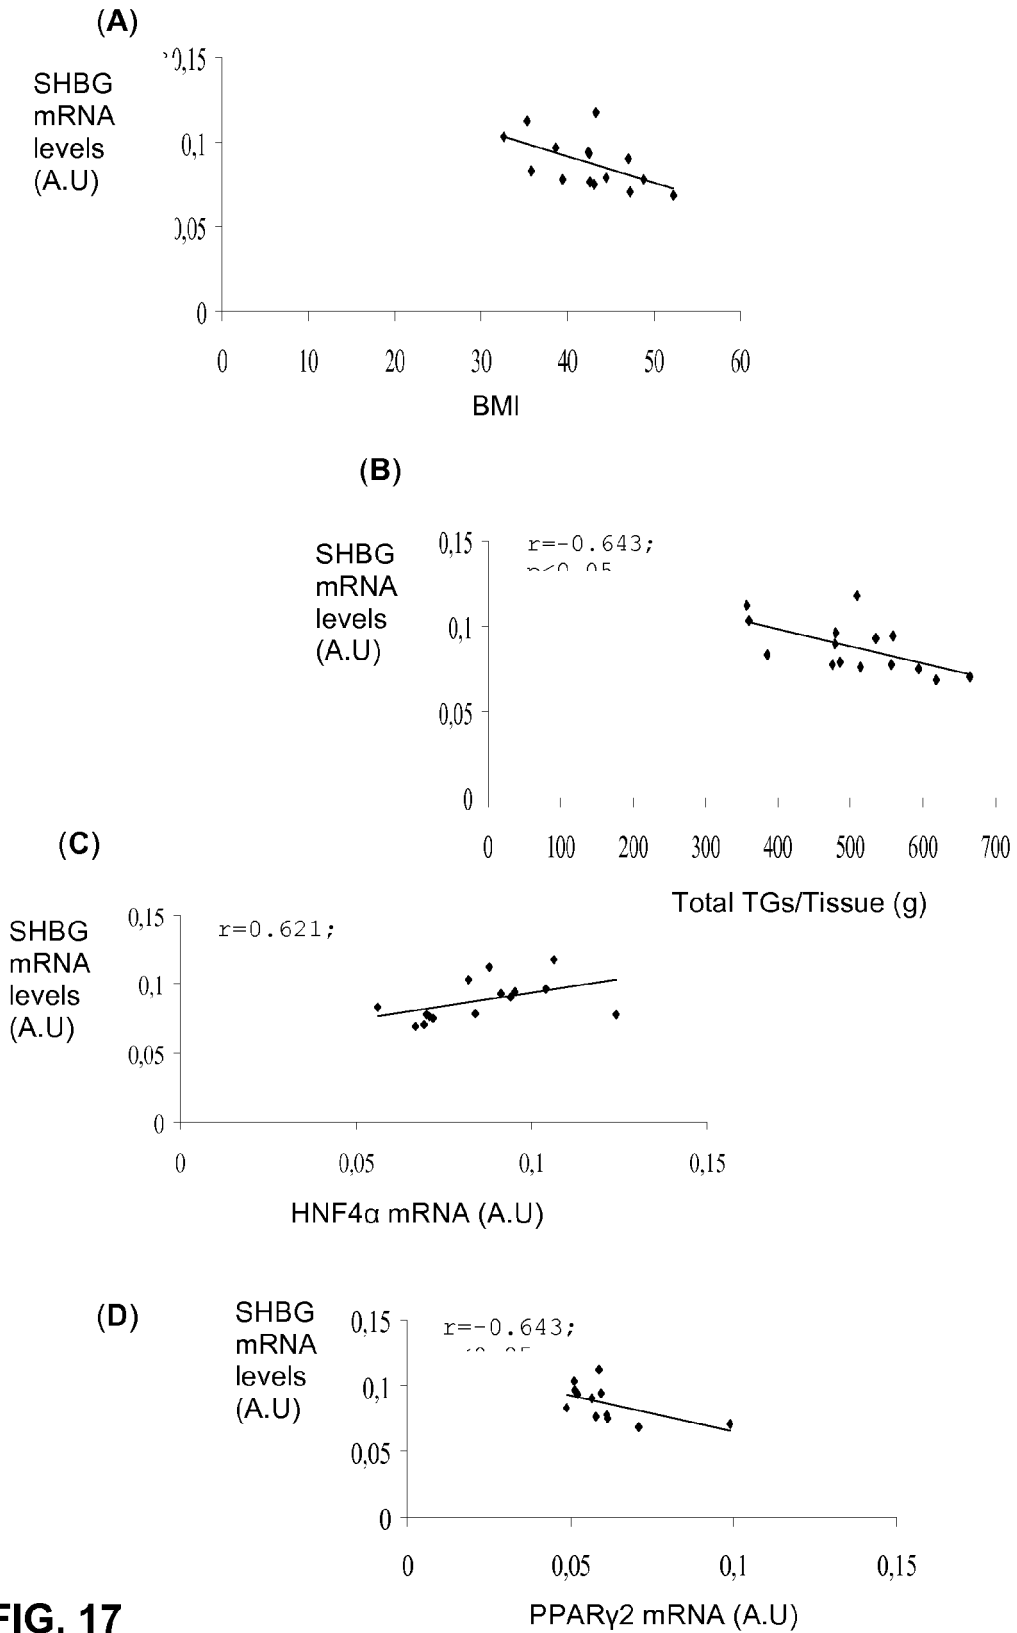 (A)
SHBG
mRNA
levels
(A.U)
0,15
0,1
0,05
0
0 10 20 30 40 50 60
BMI
(B)
SHBG
mRNA
levels
(A.U)
0,15
0,1
0,05
0
r=-0.643;
p<0.05
0 100 200 300 400 500 600 700
Total TGs/Tissue (g)
(C)
SHBG
mRNA
levels
(A.U)
0,15
0,1
0,05
0
r=0.621;
0 0,05 0,1 0,15
HNF4α mRNA (A.U)
(D)
SHBG
mRNA
levels
(A.U)
0,15
0,1
0,05
0
r=-0.643;
0 0,05 0,1 0,15
PPARγ2 mRNA (A.U)
FIG. 17